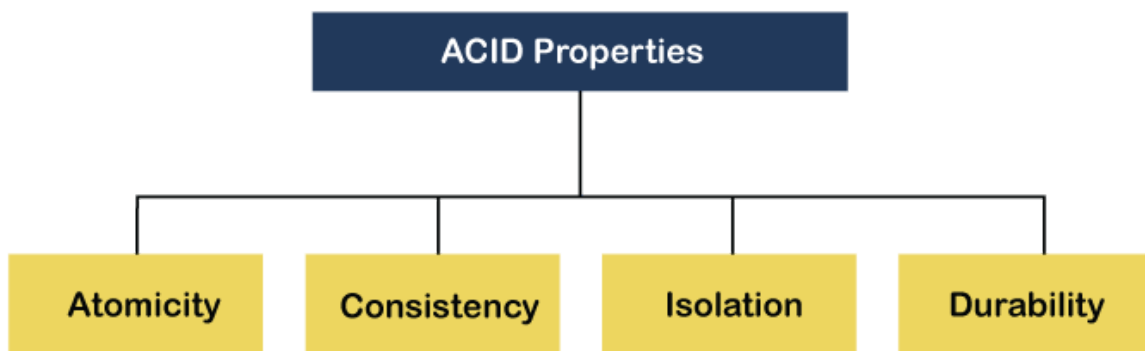 ACID Properties
Atomicity
Consistency
Isolation
Durability